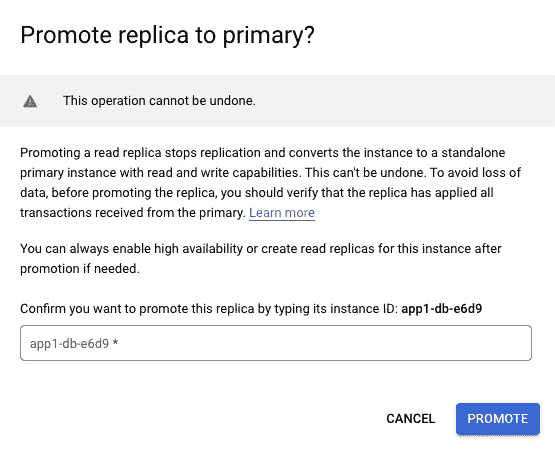 Promote replica to primary?
This operation cannot be undone.
Promoting a read replica stops replication and converts the instance to a standalone
primary instance with read and write capabilities. This can't be undone. To avoid loss of
data, before promoting the replica, you should verify that the replica has applied all
transactions received from the primary. Learn more
You can always enable high availability or create read replicas for this instance after
promotion if needed.
Confirm you want to promote this replica by typing its instance ID: app1-db-e6d9
app1-db-e6d9 *
CANCEL PROMOTE